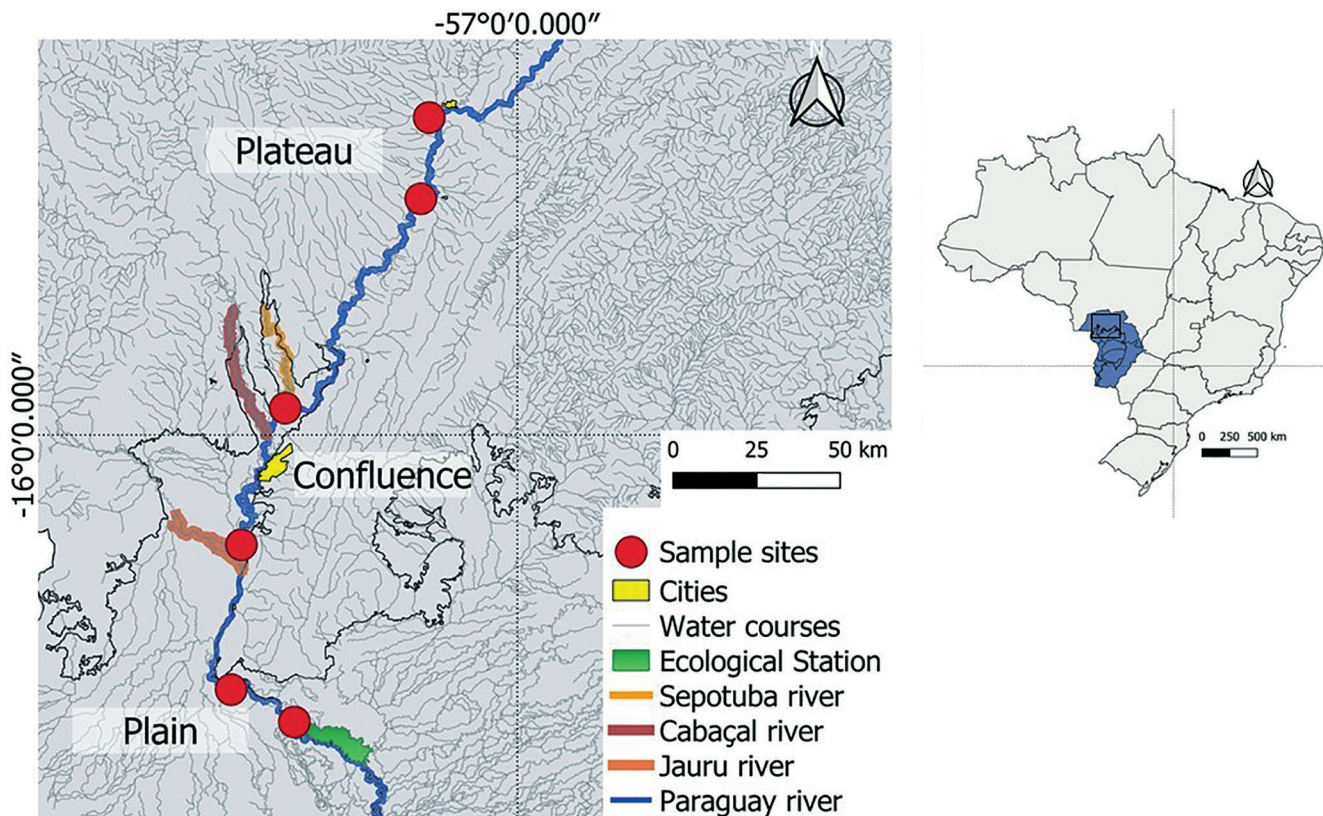 -57°0′0.000″
N
Plateau
-16°0′0.000″
Confluence
0 25 50 km
Plain
Sample sites
Cities
Water courses
Ecological Station
Sepotuba river
Cabaçal river
Jauru river
Paraguay river
0 250 500 km